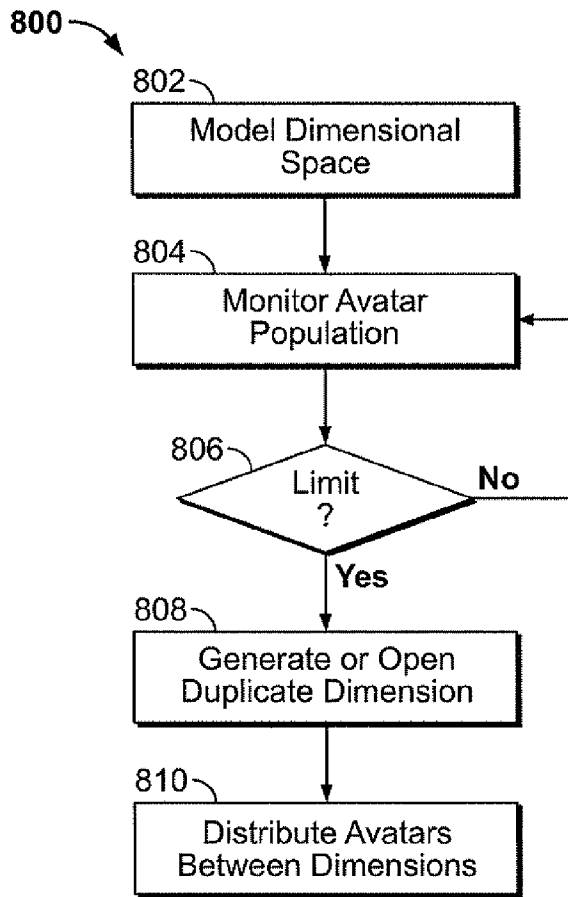 800
802
Model Dimensional
Space
804
Monitor Avatar
Population
806
Limit
?
No
Yes
808
Generate or Open
Duplicate Dimension
810
Distribute Avatars
Between Dimensions